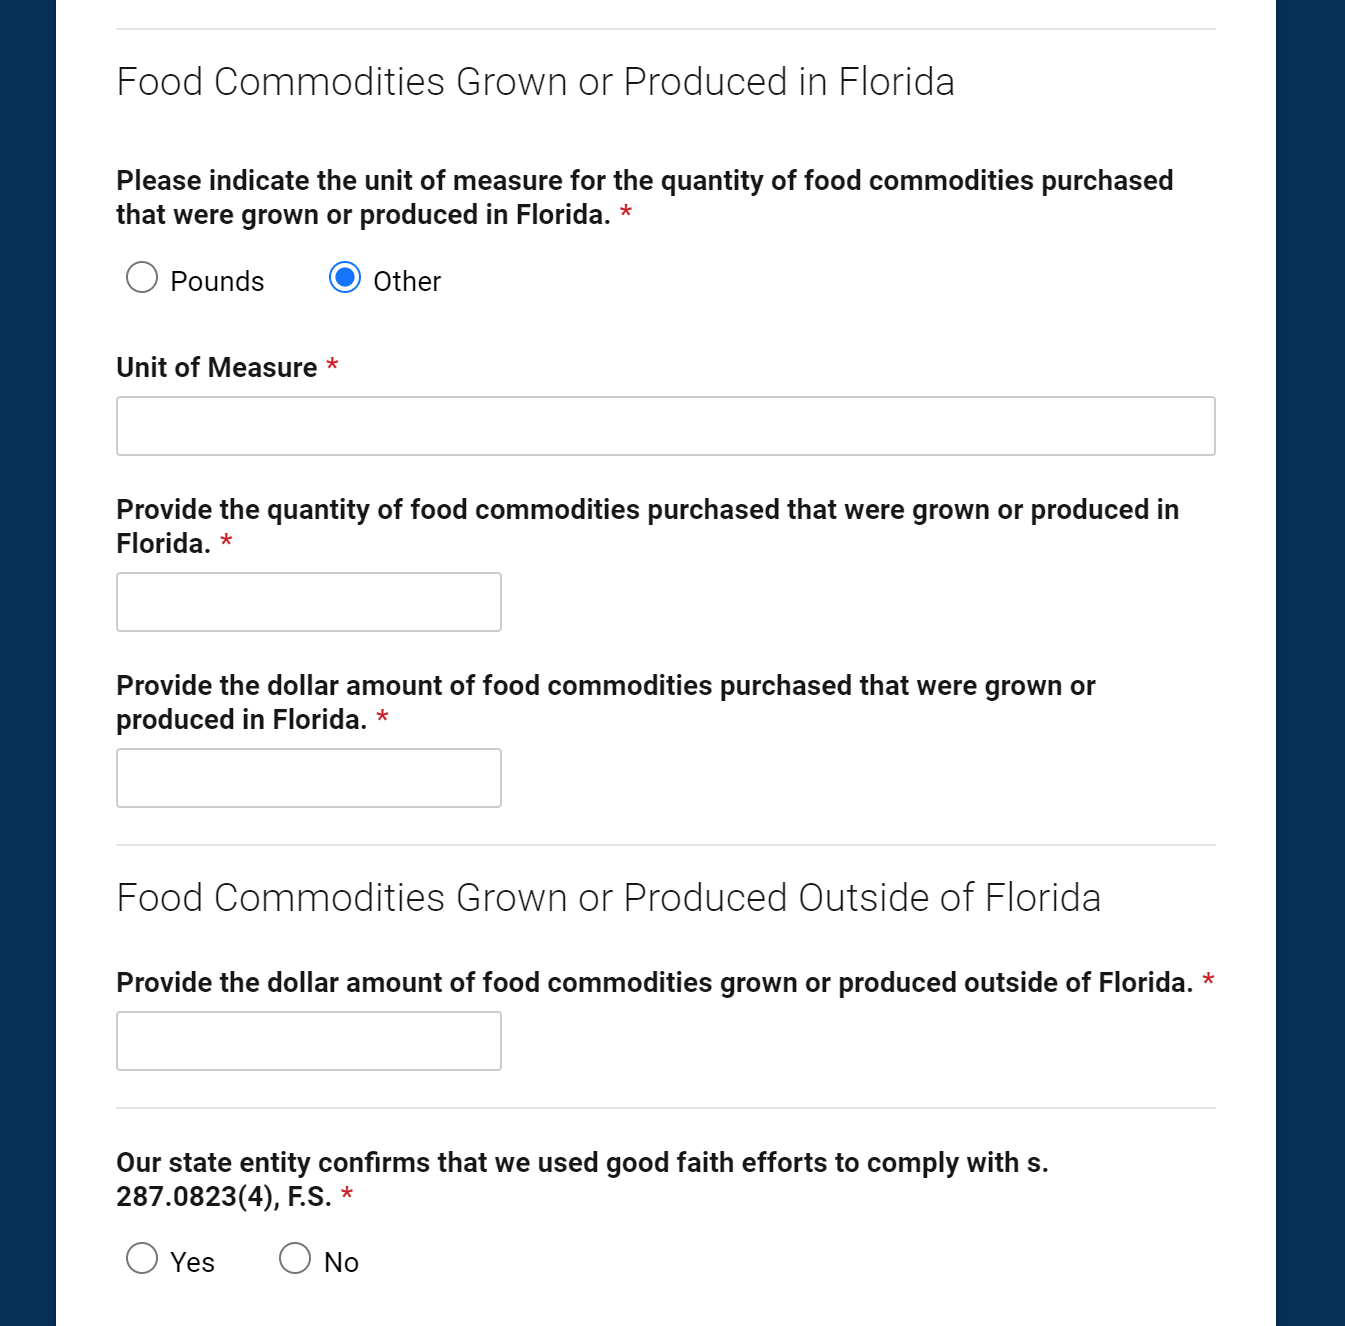 Food Commodities Grown or Produced in Florida
Please indicate the unit of measure for the quantity of food commodities purchased
that were grown or produced in Florida. *
Pounds Other
Unit of Measure *
Provide the quantity of food commodities purchased that were grown or produced in
Florida. *
Provide the dollar amount of food commodities purchased that were grown or
produced in Florida. *
Food Commodities Grown or Produced Outside of Florida
Provide the dollar amount of food commodities grown or produced outside of Florida. *
Our state entity confirms that we used good faith efforts to comply with s.
287.0823(4), F.S. *
Yes No